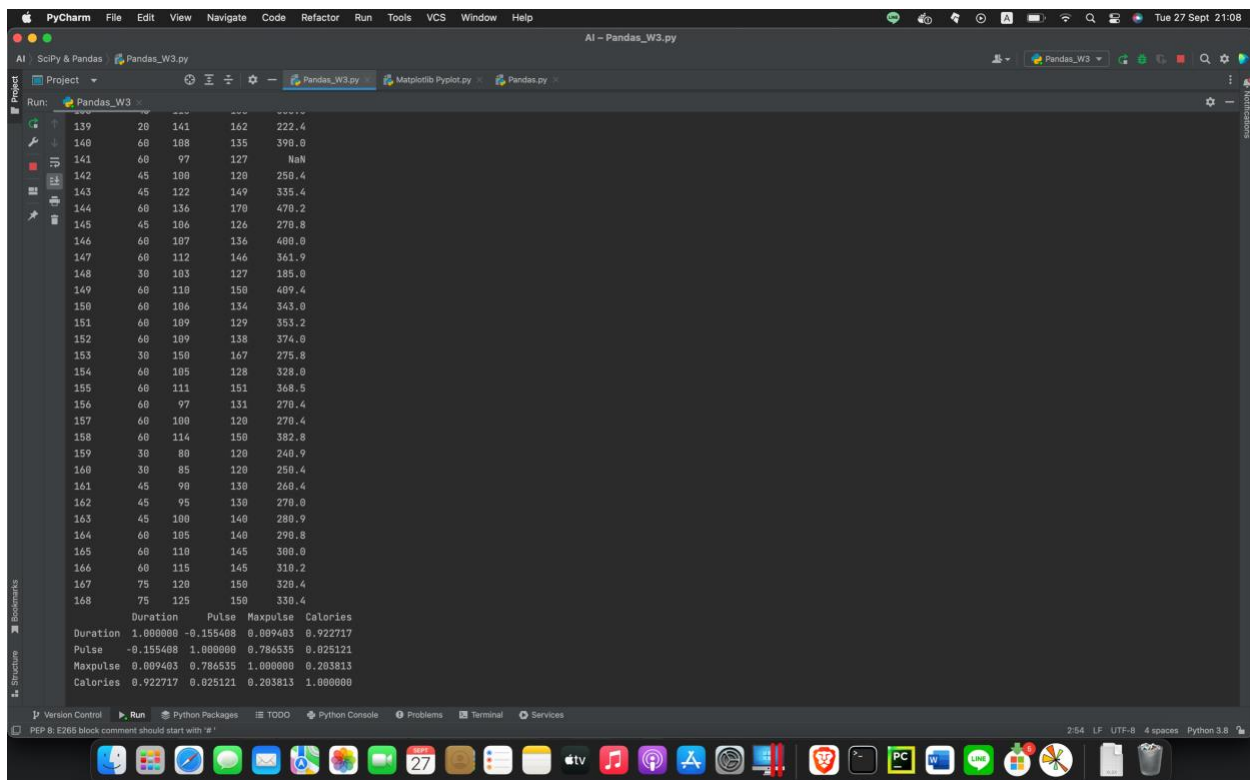 PyCharm File Edit View Navigate Code Refactor Run Tools VCS Window Help Tue 27 Sept 21:08
AI – Pandas_W3.py
AI SciPy & Pandas Pandas_W3.py Pandas_W3
Project Pandas_W3.py Matplotlib Pyplot.py Pandas.py
Run: Pandas_W3
139 20 141 162 222.4
140 60 108 135 390.0
141 60 97 127 NaN
142 45 100 120 250.4
143 45 122 149 335.4
144 60 136 170 470.2
145 45 106 126 270.8
146 60 107 136 400.0
147 60 112 146 361.9
148 30 103 127 185.0
149 60 110 150 409.4
150 60 106 134 343.0
151 60 109 129 353.2
152 60 109 138 374.0
153 30 150 167 275.8
154 60 105 128 328.0
155 60 111 151 368.5
156 60 97 131 270.4
157 60 100 120 270.4
158 60 114 150 382.8
159 30 80 120 240.9
160 30 85 120 250.4
161 45 90 130 260.4
162 45 95 130 270.0
163 45 100 140 280.9
164 60 105 140 290.8
165 60 110 145 300.0
166 60 115 145 310.2
167 75 120 150 320.4
168 75 125 150 330.4
Duration Pulse Maxpulse Calories
Duration 1.000000 -0.155408 0.009403 0.922717
Pulse -0.155408 1.000000 0.786535 0.025121
Maxpulse 0.009403 0.786535 1.000000 0.203813
Calories 0.922717 0.025121 0.203813 1.000000
Project
Notifications
Bookmarks
Structure
Version Control Run Python Packages TODO Python Console Problems Terminal Services
PEP 8: E265 block comment should start with '# ' 2:54 LF UTF-8 4 spaces Python 3.8
SEPT
27
tv
PC
W
LINE